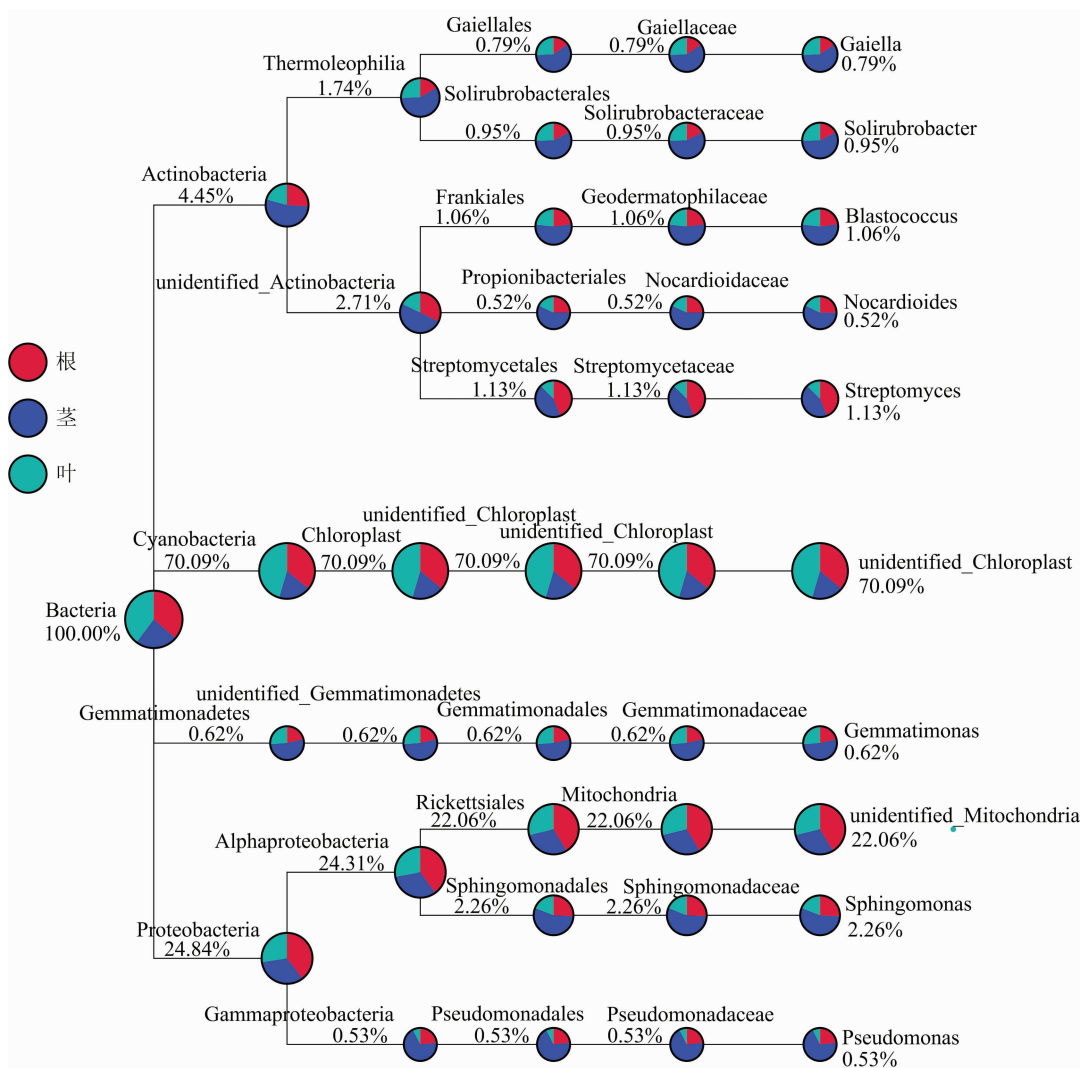 Gaiellales
0.79%
Gaiellaceae
0.79%
Gaiella
0.79%
Thermoleophilia
1.74%
Solirubrobacterales
0.95%
Solirubrobacteraceae
0.95%
Solirubrobacter
0.95%
Actinobacteria
4.45%
Frankiales
1.06%
Geodermatophilaceae
1.06%
Blastococcus
1.06%
unidentified_Actinobacteria
2.71%
Propionibacteriales
0.52%
Nocardioidaceae
0.52%
Nocardioides
0.52%
Streptomycetales
1.13%
Streptomycetaceae
1.13%
Streptomyces
1.13%
根
茎
叶
Cyanobacteria
70.09%
Chloroplast
70.09%
unidentified_Chloroplast
70.09%
unidentified_Chloroplast
70.09%
unidentified_Chloroplast
70.09%
Bacteria
100.00%
Gemmatimonadetes
0.62%
unidentified_Gemmatimonadetes
0.62%
Gemmatimonadales
0.62%
Gemmatimonadaceae
0.62%
Gemmatimonas
0.62%
Rickettsiales
22.06%
Mitochondria
22.06%
unidentified_Mitochondria
22.06%
Alphaproteobacteria
24.31%
Sphingomonadales
2.26%
Sphingomonadaceae
2.26%
Sphingomonas
2.26%
Proteobacteria
24.84%
Gammaproteobacteria
0.53%
Pseudomonadales
0.53%
Pseudomonadaceae
0.53%
Pseudomonas
0.53%